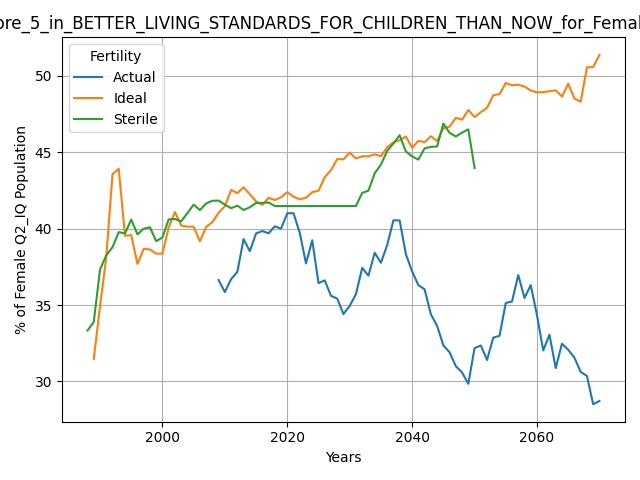 ore_5_in_BETTER_LIVING_STANDARDS_FOR_CHILDREN_THAN_NOW_for_Femal
Fertility
Actual
Ideal
Sterile
50
45
40
35
30
% of Female Q2_IQ Population
2000
2020
2040
2060
Years